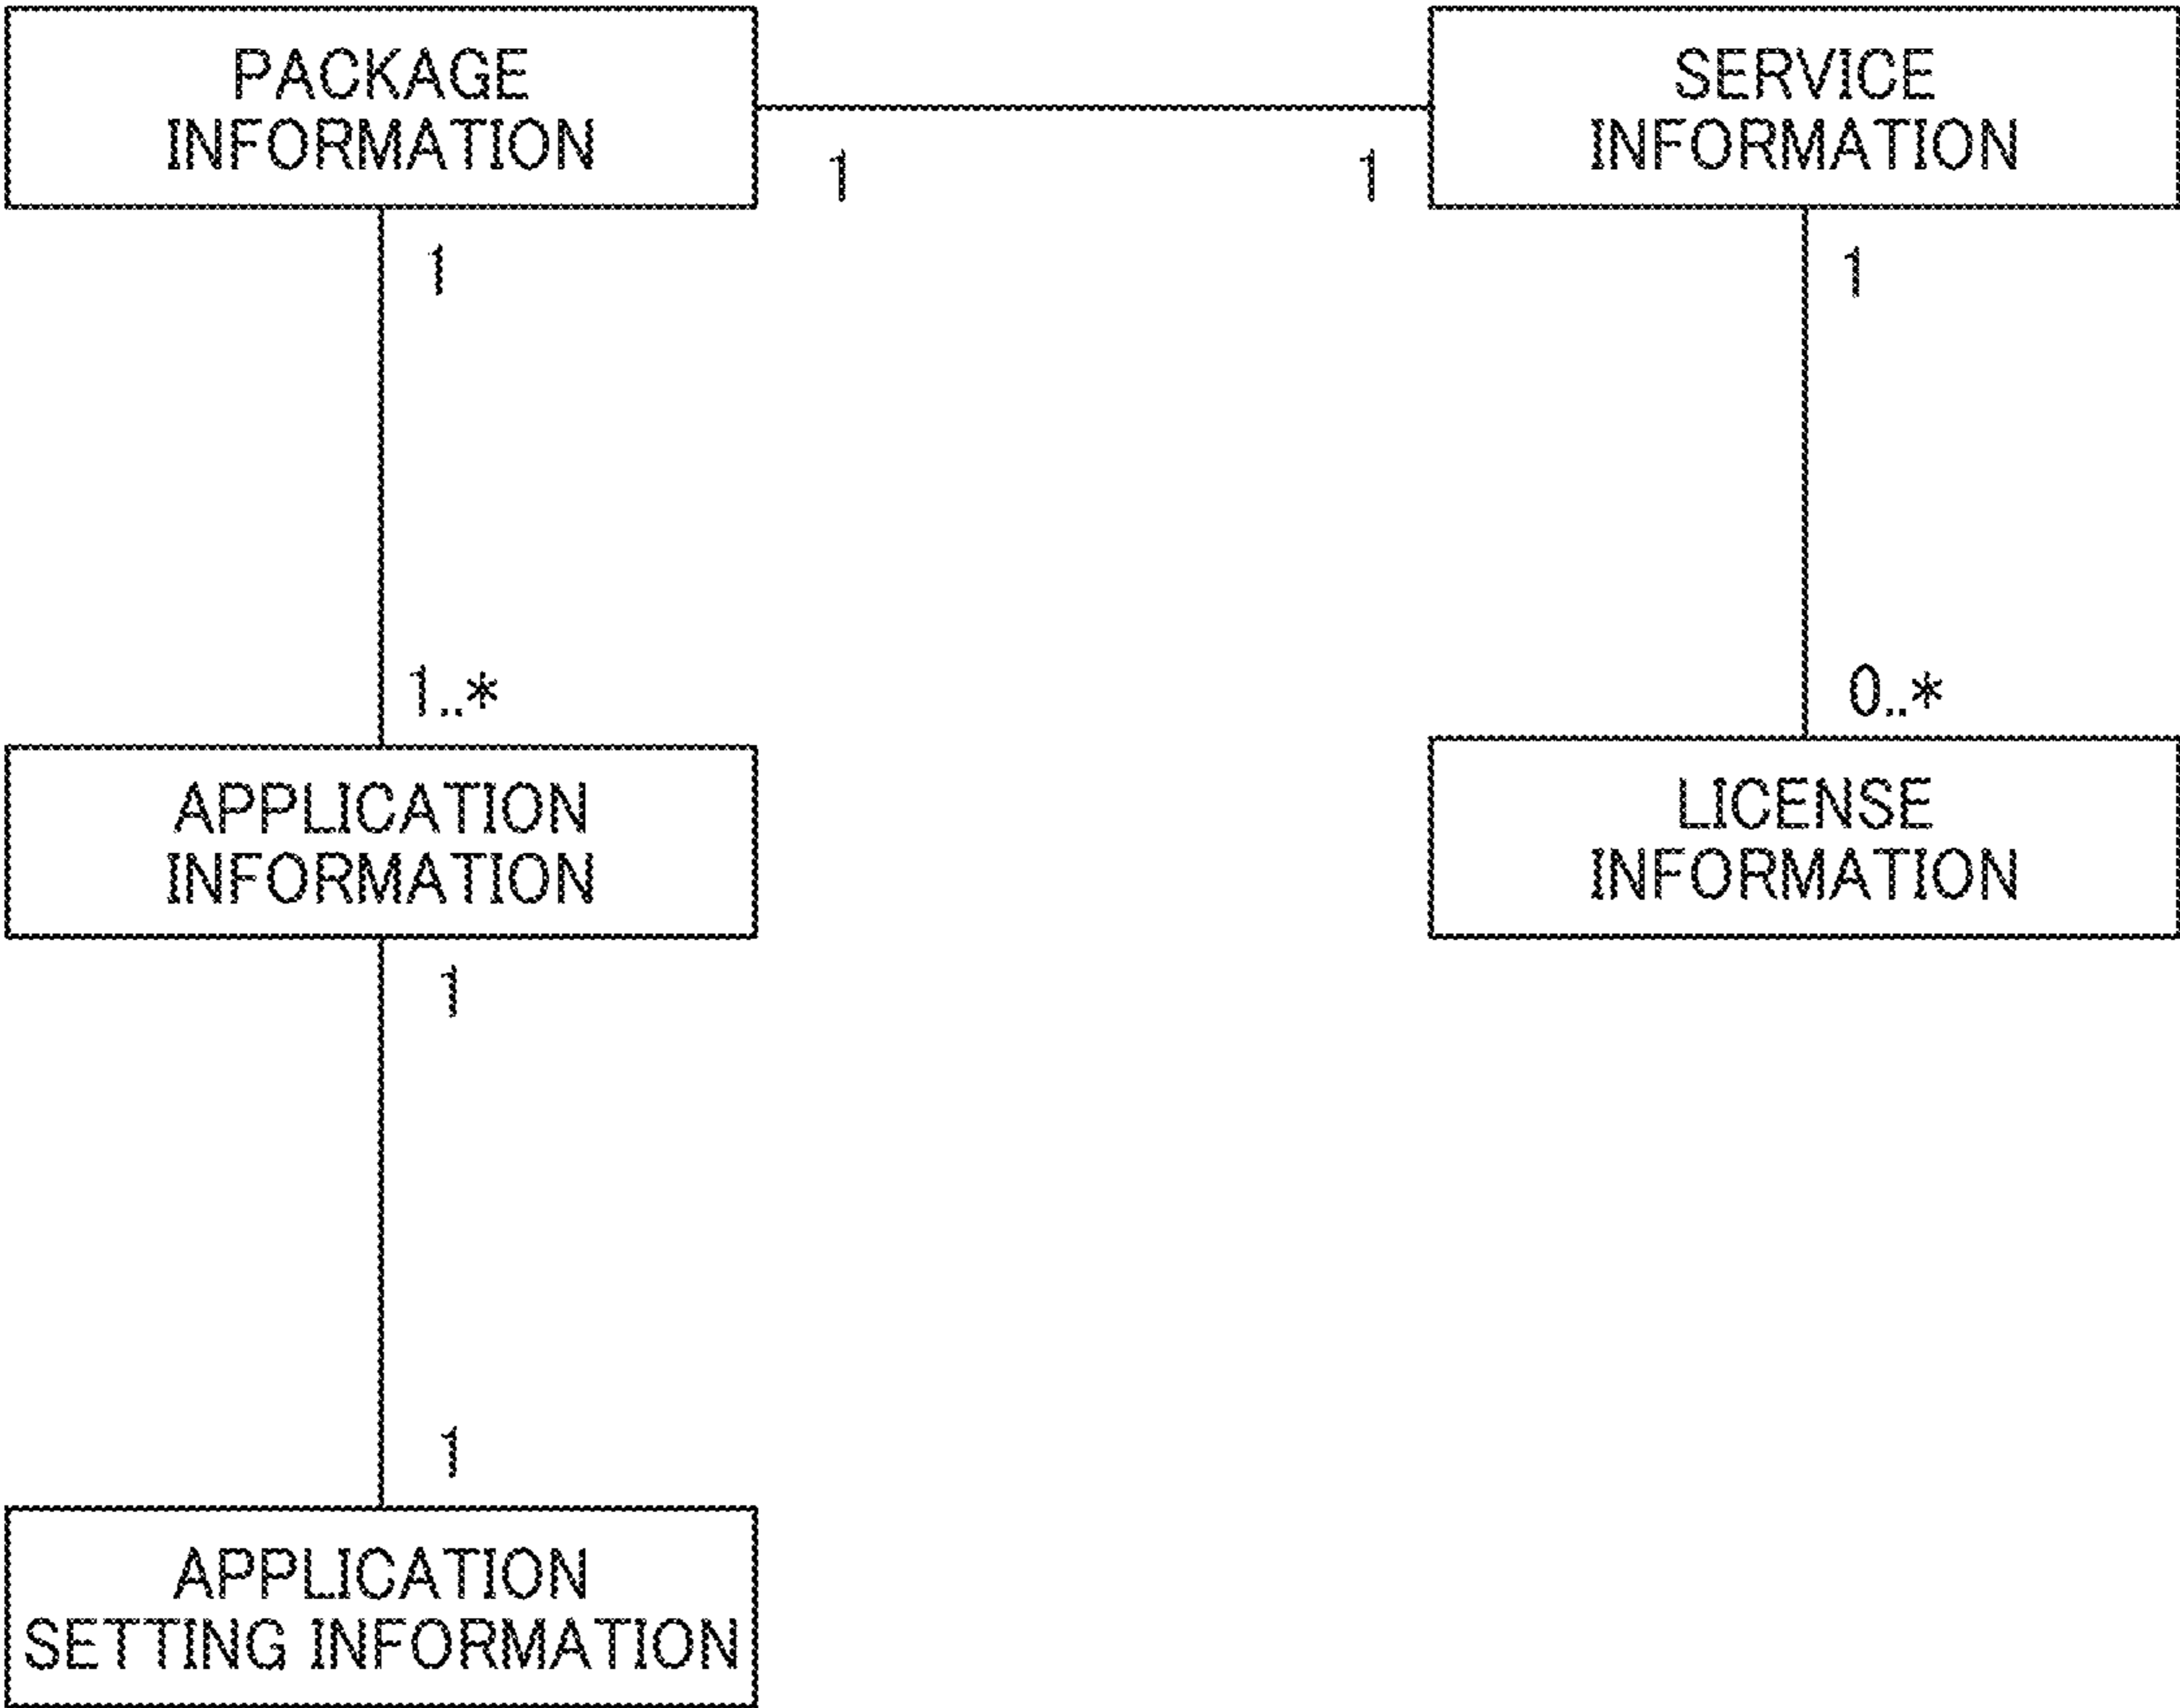 PACKAGE
INFORMATION
SERVICE
INFORMATION
1
1
1
1
1..*
0..*
APPLICATION
INFORMATION
LICENSE
INFORMATION
1
1
APPLICATION
SETTING INFORMATION